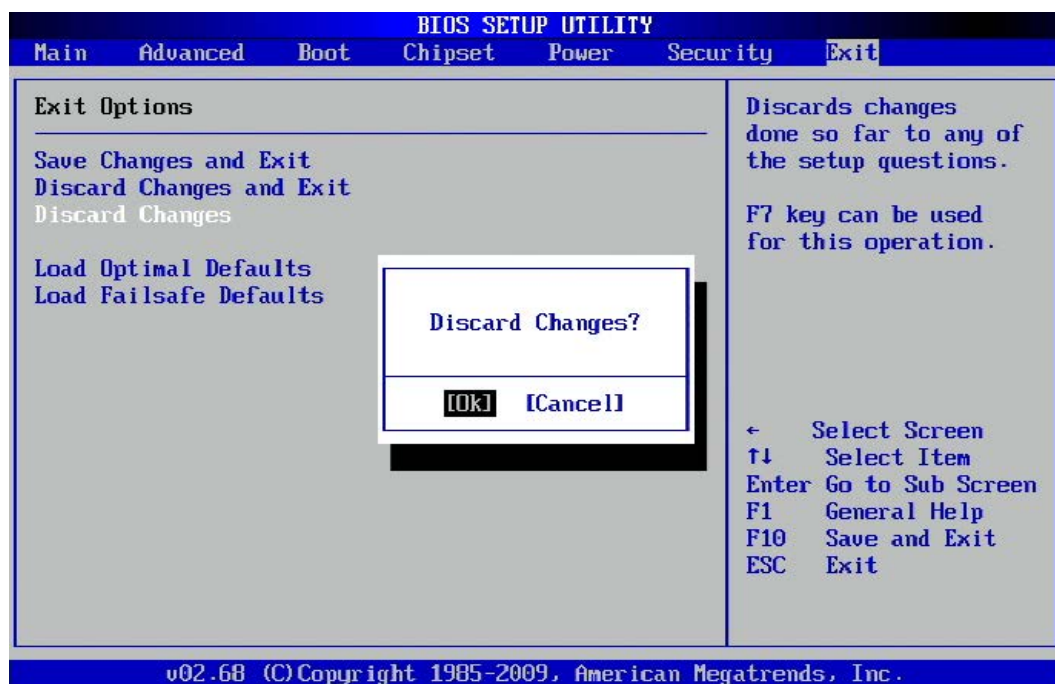 BIOS SETUP UTILITY
Main Advanced Boot Chipset Power Security Exit
Exit Options
Save Changes and Exit
Discard Changes and Exit
Discard Changes
Load Optimal Defaults
Load Failsafe Defaults
Discard Changes?
[Ok] [Cancel]
Discards changes
done so far to any of
the setup questions.
F7 key can be used
for this operation.
← Select Screen
↑↓ Select Item
Enter Go to Sub Screen
F1 General Help
F10 Save and Exit
ESC Exit
v02.68 (C)Copyright 1985-2009, American Megatrends, Inc.